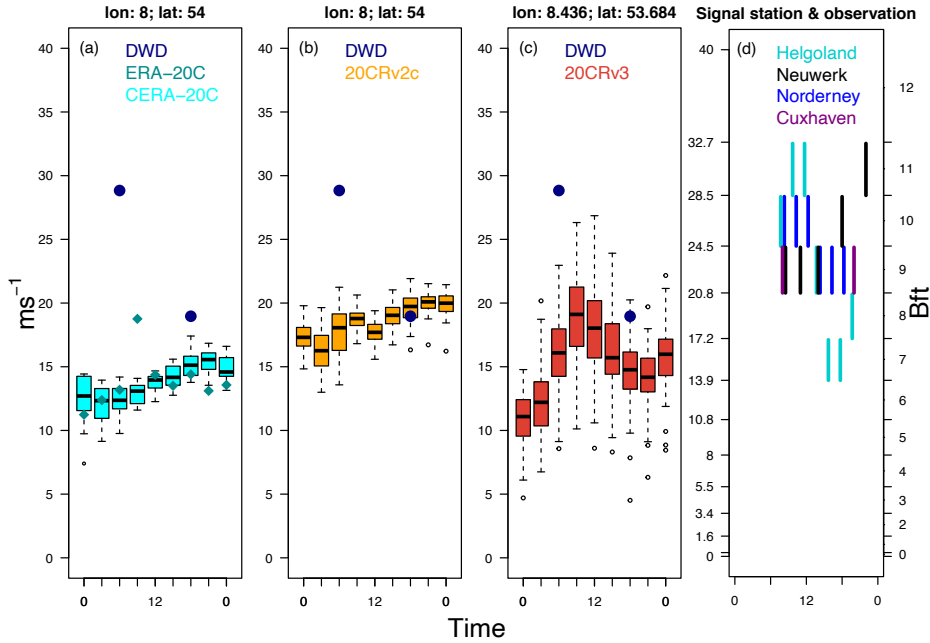 lon: 8; lat: 54
lon: 8; lat: 54
lon: 8.436; lat: 53.684
Signal station & observation
(a)
DWD
ERA−20C
CERA−20C
(b)
DWD
20CRv2c
(c)
DWD
20CRv3
(d)
Helgoland
Neuwerk
Norderney
Cuxhaven
ms−1
40
35
30
25
20
15
10
5
0
40
35
30
25
20
15
10
5
0
40
35
30
25
20
15
10
5
0
40
32.7
28.5
24.5
20.8
17.2
13.9
10.8
8
5.5
3.4
1.6
0
12
11
10
9
8
7
6
5
4
3
2
0
Bft
0 12 0
0 12 0
0 12 0
0 12 0
Time